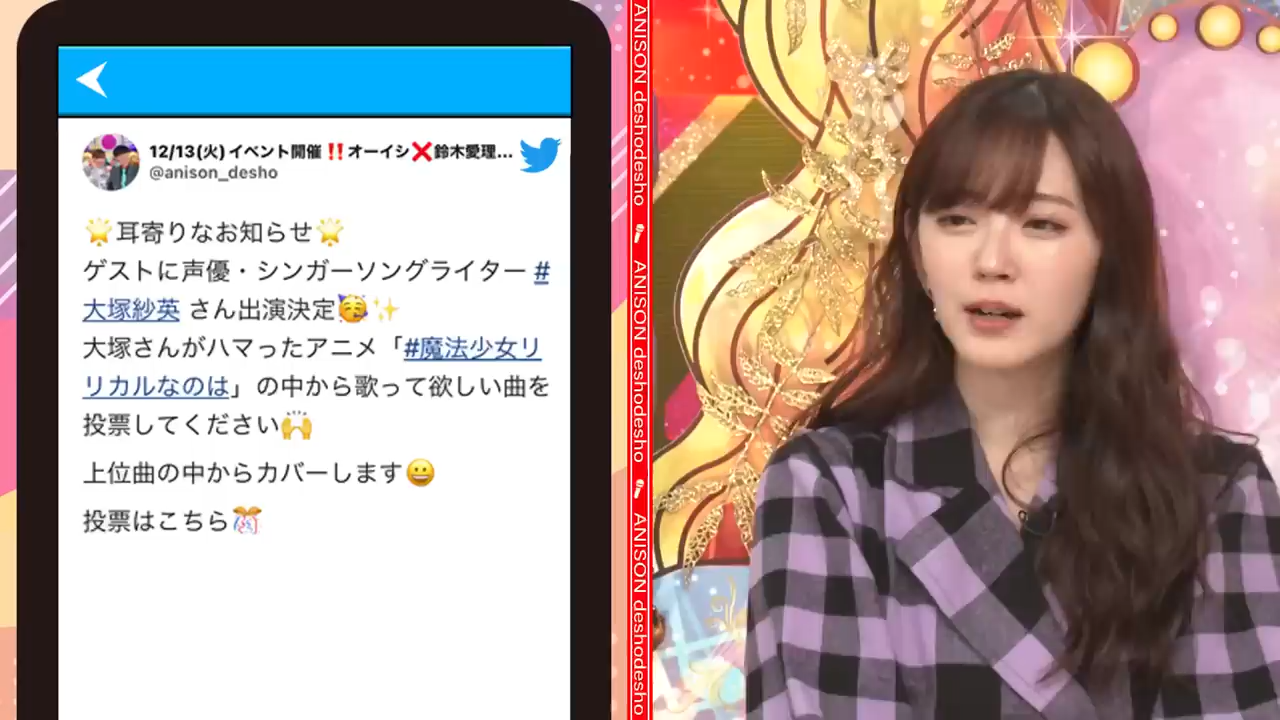 12/13(火)イベント開催‼️オーイシ❌鈴木愛理...
@anison_desho
🌟耳寄りなお知らせ🌟
ゲストに声優・シンガーソングライター #
大塚紗英 さん出演決定🥳✨
大塚さんがハマったアニメ「#魔法少女リ
リカルなのは」の中から歌って欲しい曲を
投票してください🙌
上位曲の中からカバーします😀
投票はこちら🎊
ANISON deshodesho
ANISON deshodesho
ANISON deshodesho